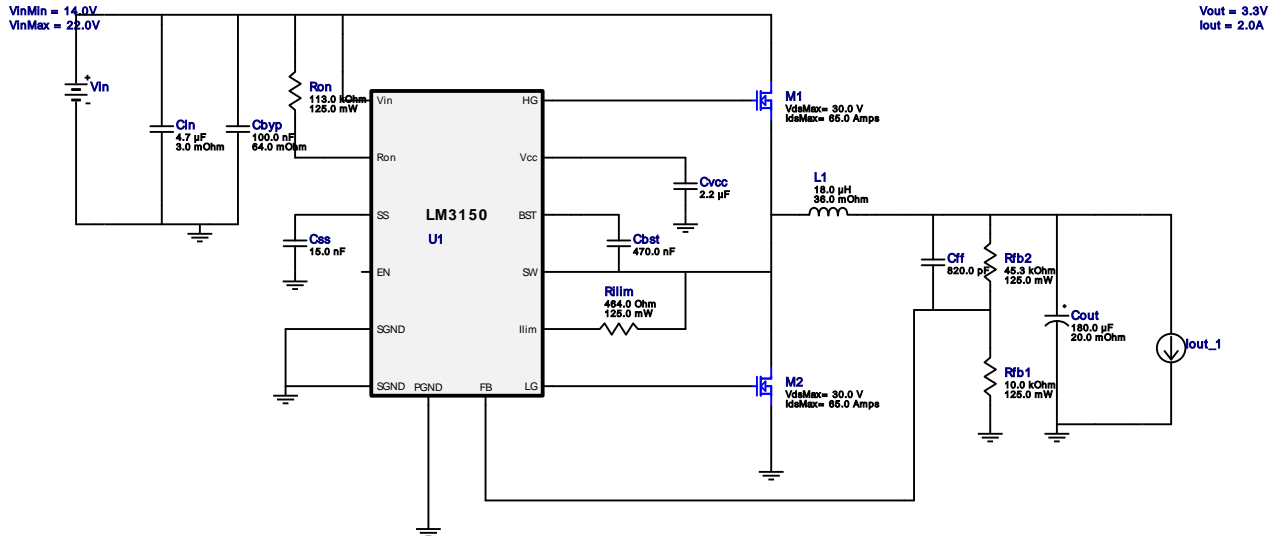 VinMin = 14.0V
VinMax = 22.0V
Vout = 3.3V
Iout = 2.0A
+
Vin
-
Cin
4.7 µF
3.0 mOhm
Cbyp
100.0 nF
64.0 mOhm
Ron
113.0 kOhm
125.0 mW
Vin
HG
M1
VdsMax= 30.0 V
IdsMax= 65.0 Amps
Ron
Vcc
Cvcc
2.2 µF
L1
18.0 µH
36.0 mOhm
SS
LM3150
U1
BST
Css
15.0 nF
Cbst
470.0 nF
EN
SW
Cff
820.0 pF
Rfb2
45.3 kOhm
125.0 mW
Rilim
464.0 Ohm
125.0 mW
SGND
Ilim
Cout
180.0 µF
20.0 mOhm
Iout_1
SGND
PGND
FB
LG
M2
VdsMax= 30.0 V
IdsMax= 65.0 Amps
Rfb1
10.0 kOhm
125.0 mW